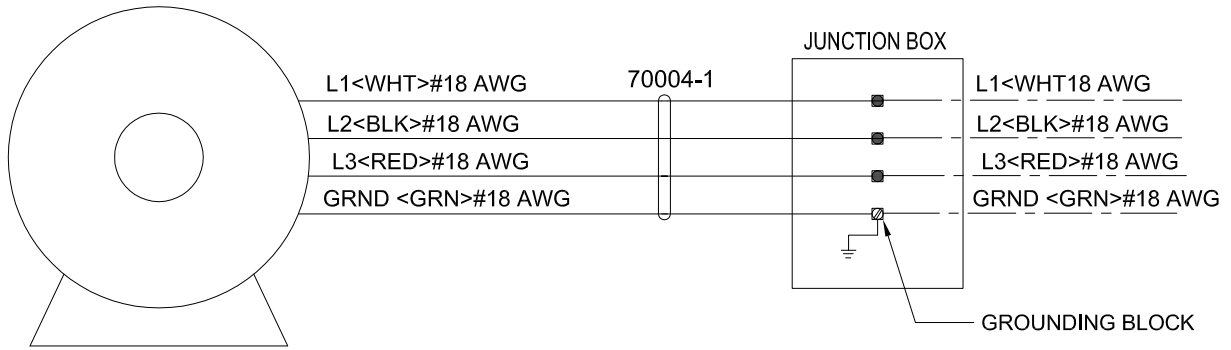 JUNCTION BOX
L1<WHT>#18 AWG
70004-1
L1<WHT18 AWG
L2<BLK>#18 AWG
L2<BLK>#18 AWG
L3<RED>#18 AWG
L3<RED>#18 AWG
GRND <GRN>#18 AWG
GRND <GRN>#18 AWG
GROUNDING BLOCK